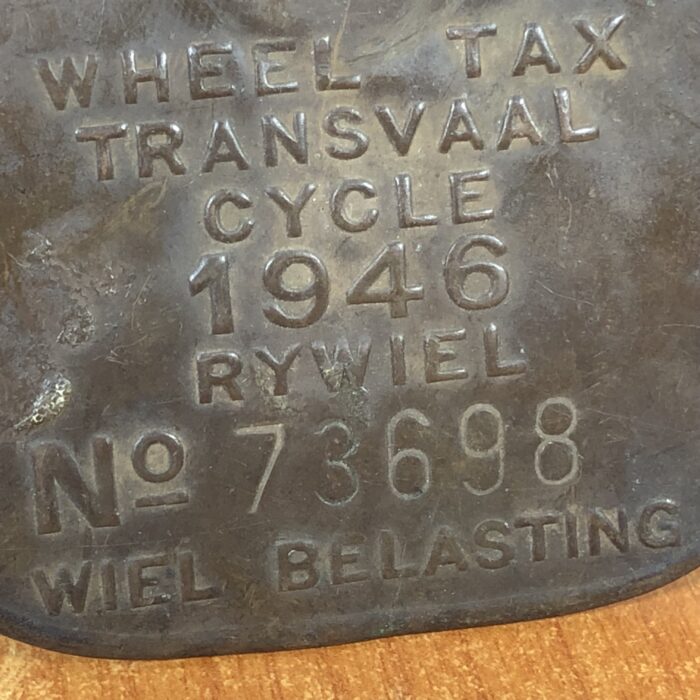 WHEEL TAX
TRANSVAAL
CYCLE
1946
RYWIEL
Nº 73698
WIEL BELASTING